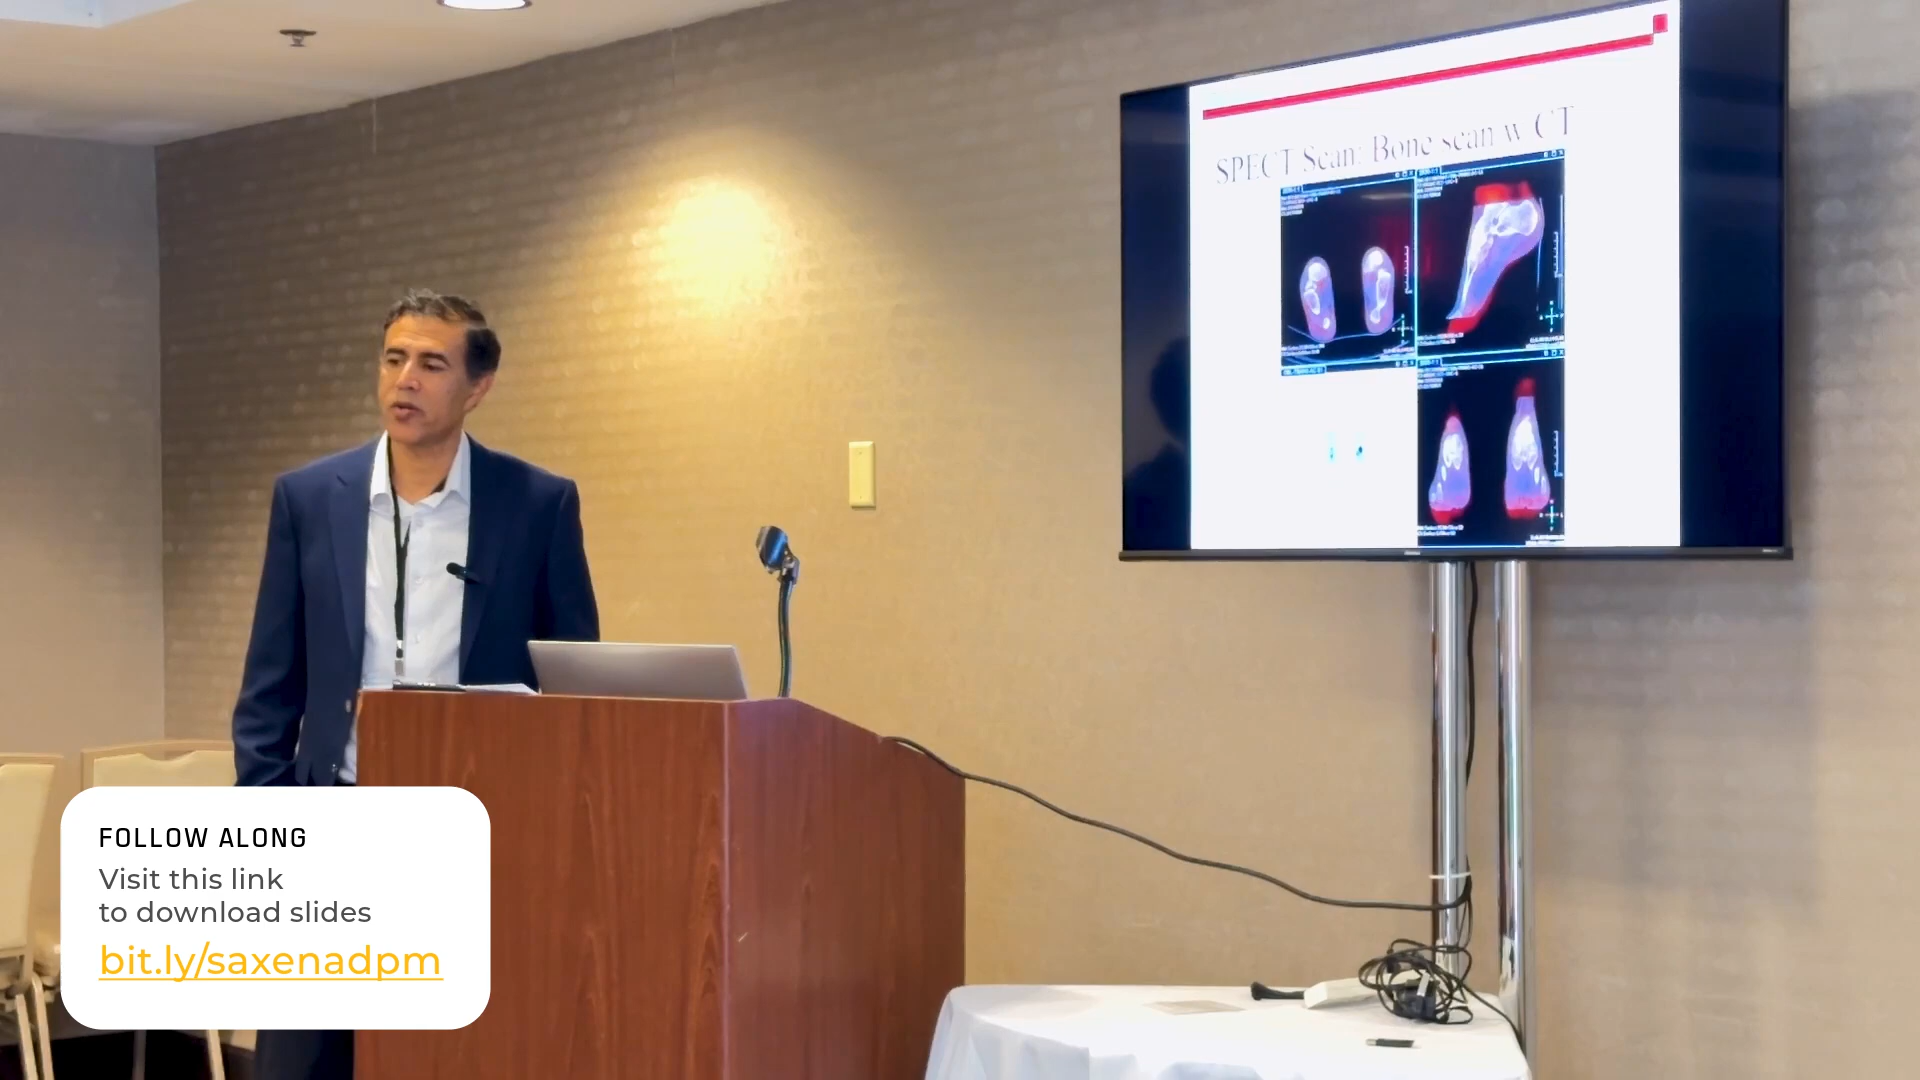 SPECT Scan: Bone scan w CT
FOLLOW ALONG
Visit this link
to download slides
bit.ly/saxenadpm